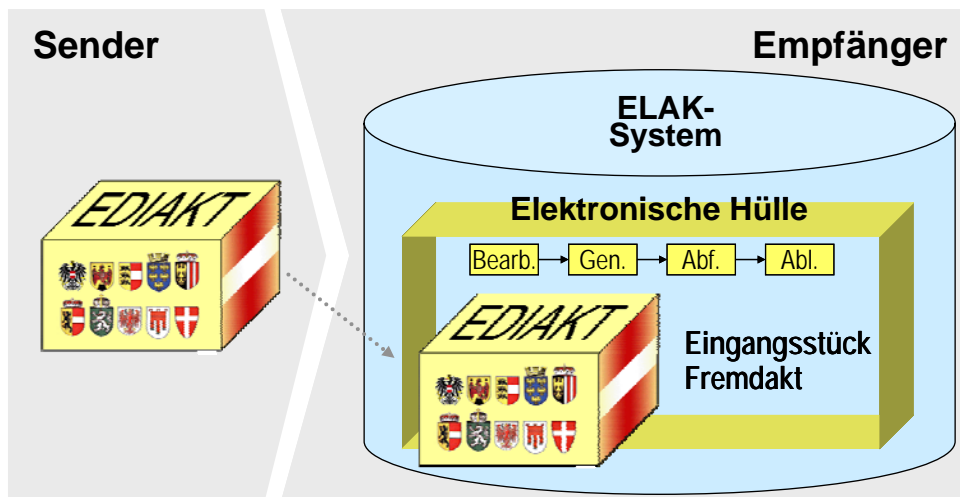 Sender
Empfänger
ELAK-
System
EDIAKT
Elektronische Hülle
Bearb.
Gen.
Abf.
Abl.
EDIAKT
Eingangsstück
Fremdakt